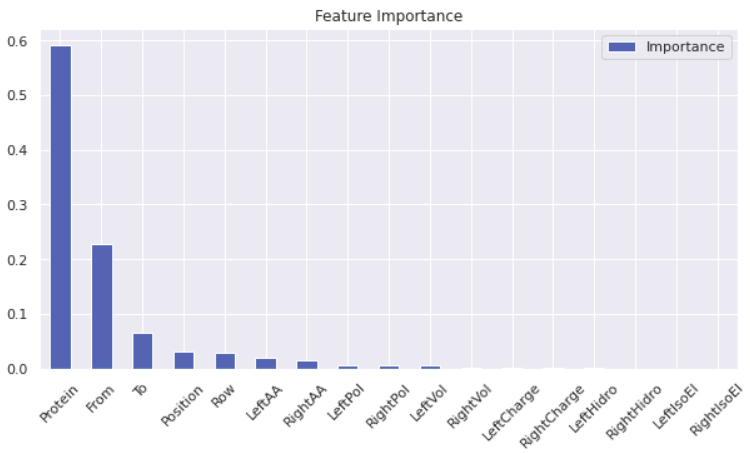 Feature Importance
Importance
0.6
0.5
0.4
0.3
0.2
0.1
0.0
Protein
From
To
Position
Row
LeftAA
RightAA
LeftPol
RightPol
LeftVol
RightVol
LeftCharge
RightCharge
LeftHidro
RightHidro
LeftIsoEl
RightIsoEl